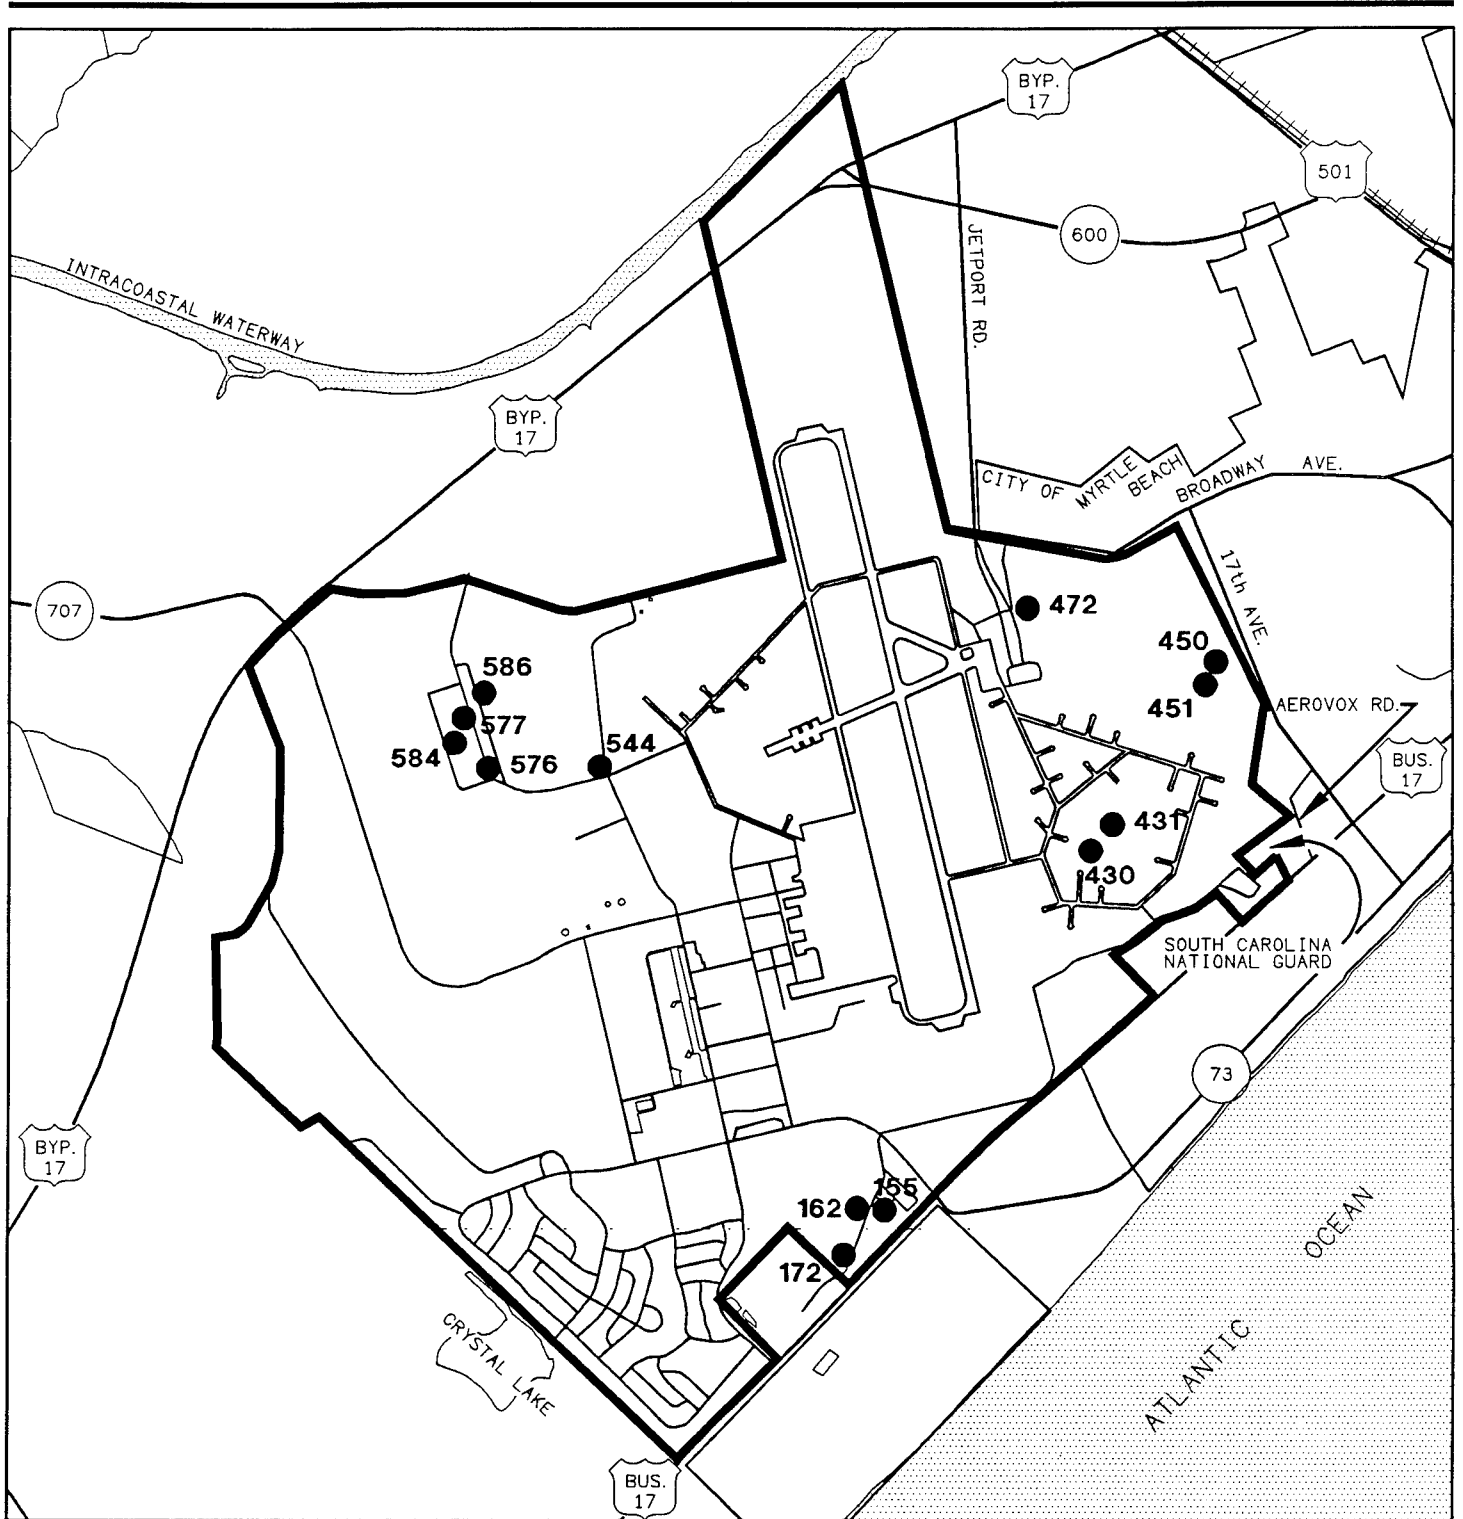 BYP.
17
501
600
JETPORT RD.
INTRACOASTAL WATERWAY
BYP.
17
CITY OF MYRTLE
BEACH
BROADWAY AVE.
17th AVE.
707
472
450
451
586
577
584
576
544
AEROVOX RD.
BUS.
17
431
430
SOUTH CAROLINA
NATIONAL GUARD
73
BYP.
17
155
162
172
OCEAN
ATLANTIC
CRYSTAL LAKE
BUS.
17